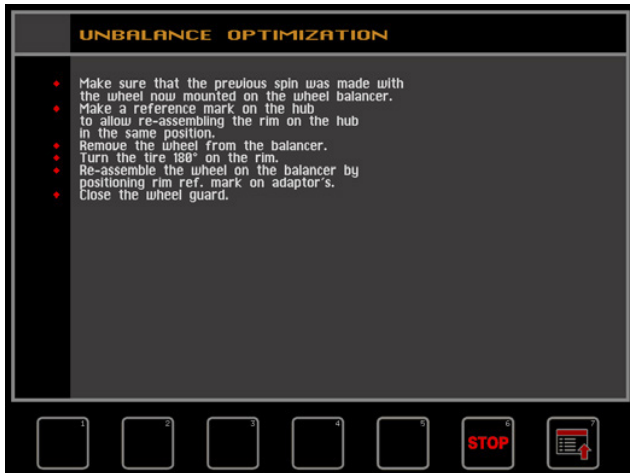 UNBALANCE OPTIMIZATION
Make sure that the previous spin was made with
the wheel now mounted on the wheel balancer.
Make a reference mark on the hub
to allow re-assembling the rim on the hub
in the same position.
Remove the wheel from the balancer.
Turn the tire 180° on the rim.
Re-assemble the wheel on the balancer by
positioning rim ref. mark on adaptor's.
Close the wheel guard.
1 2 3 4 5 6 7
STOP